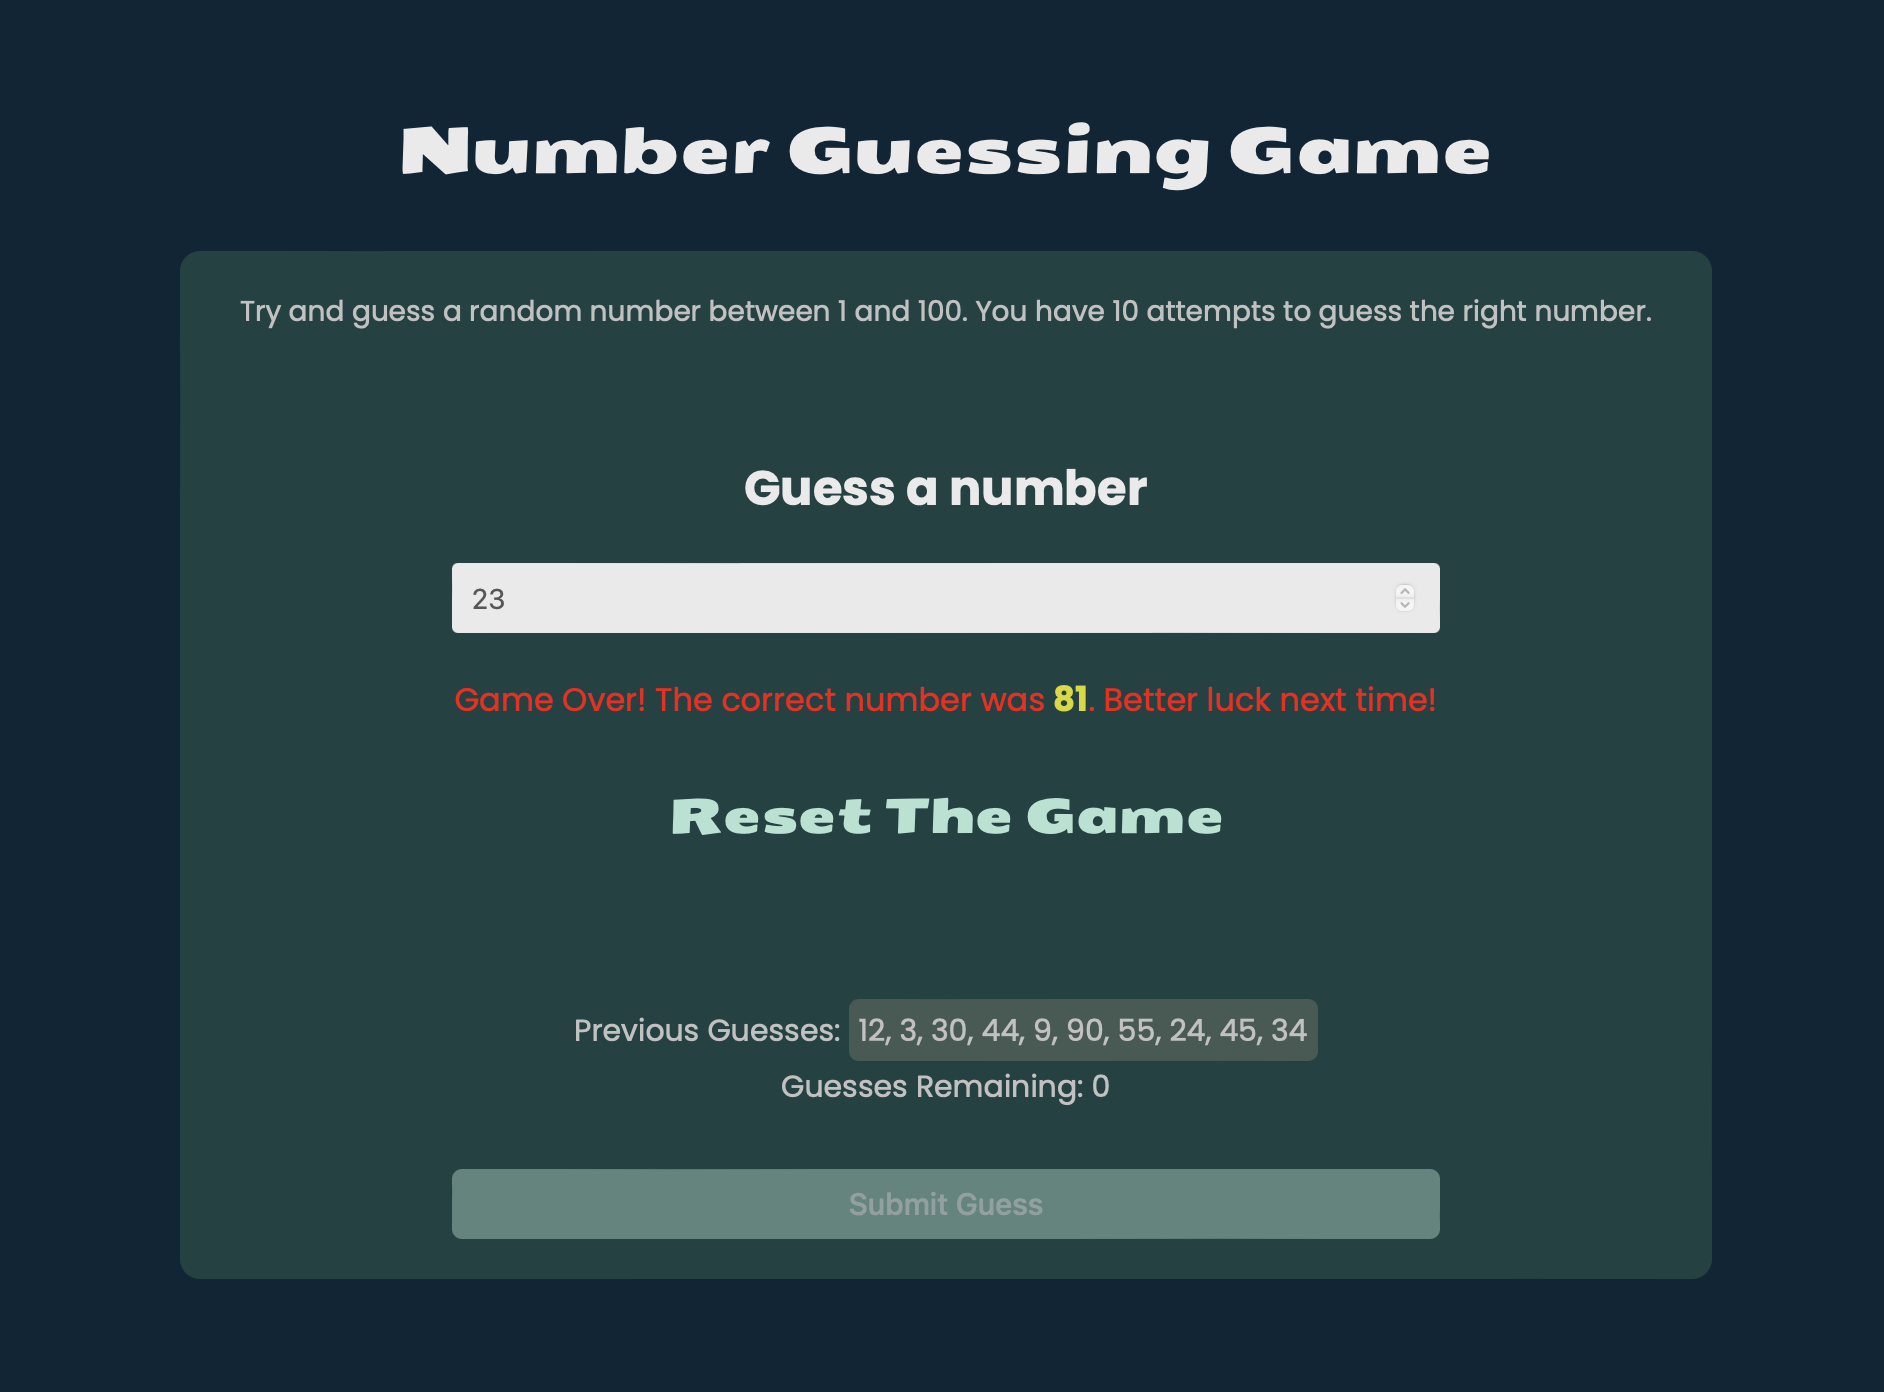 Number Guessing Game
Try and guess a random number between 1 and 100. You have 10 attempts to guess the right number.
Guess a number
23
Game Over! The correct number was 81. Better luck next time!
Reset The Game
Previous Guesses: 12, 3, 30, 44, 9, 90, 55, 24, 45, 34
Guesses Remaining: 0
Submit Guess